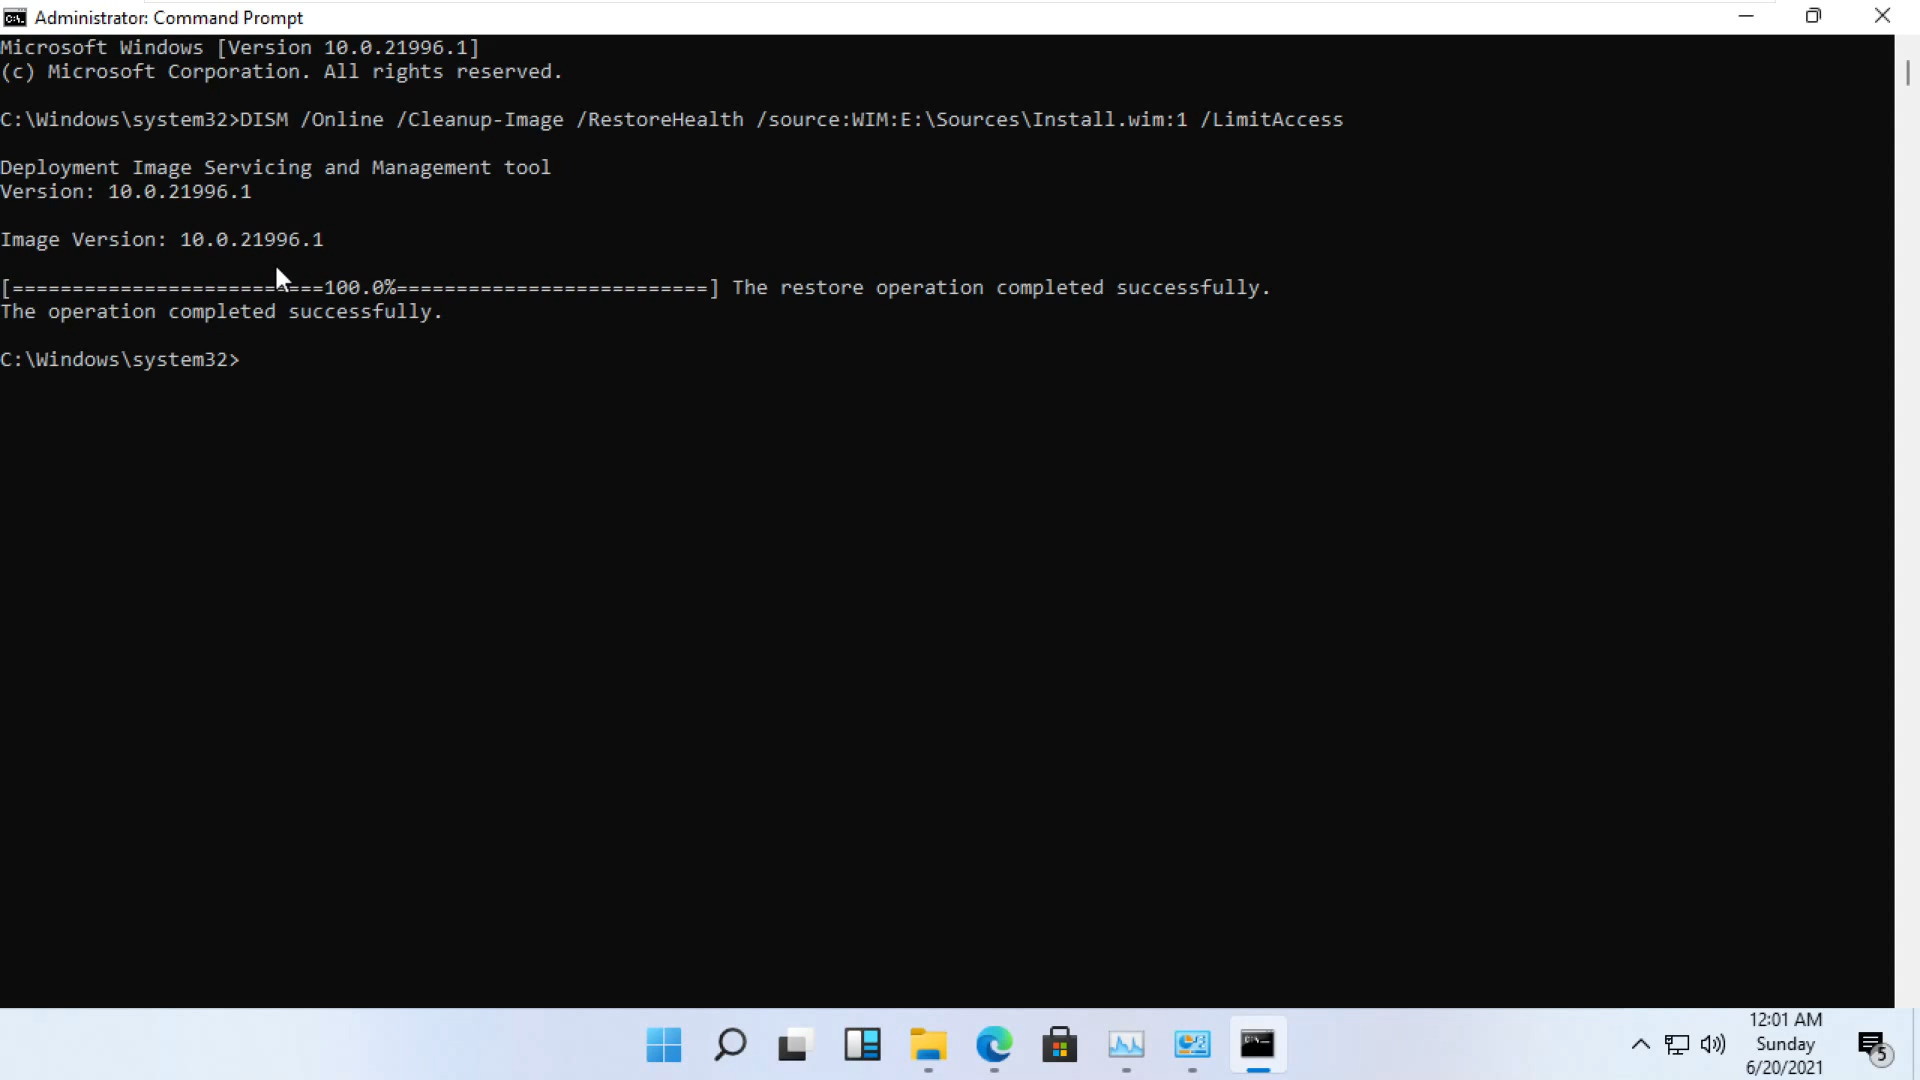 Administrator: Command Prompt
Microsoft Windows [Version 10.0.21996.1]
(c) Microsoft Corporation. All rights reserved.
C:\Windows\system32>DISM /Online /Cleanup-Image /RestoreHealth /source:WIM:E:\Sources\Install.wim:1 /LimitAccess
Deployment Image Servicing and Management tool
Version: 10.0.21996.1
Image Version: 10.0.21996.1
[==========================100.0%==========================] The restore operation completed successfully.
The operation completed successfully.
C:\Windows\system32>
12:01 AM
Sunday
6/20/2021
5